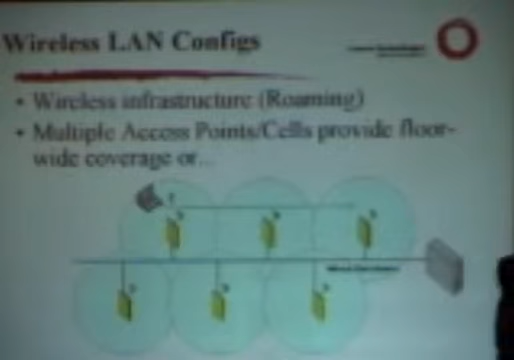 Wireless LAN Configs
• Wireless infrastructure (Roaming)
• Multiple Access Points/Cells provide floor-
wide coverage or...